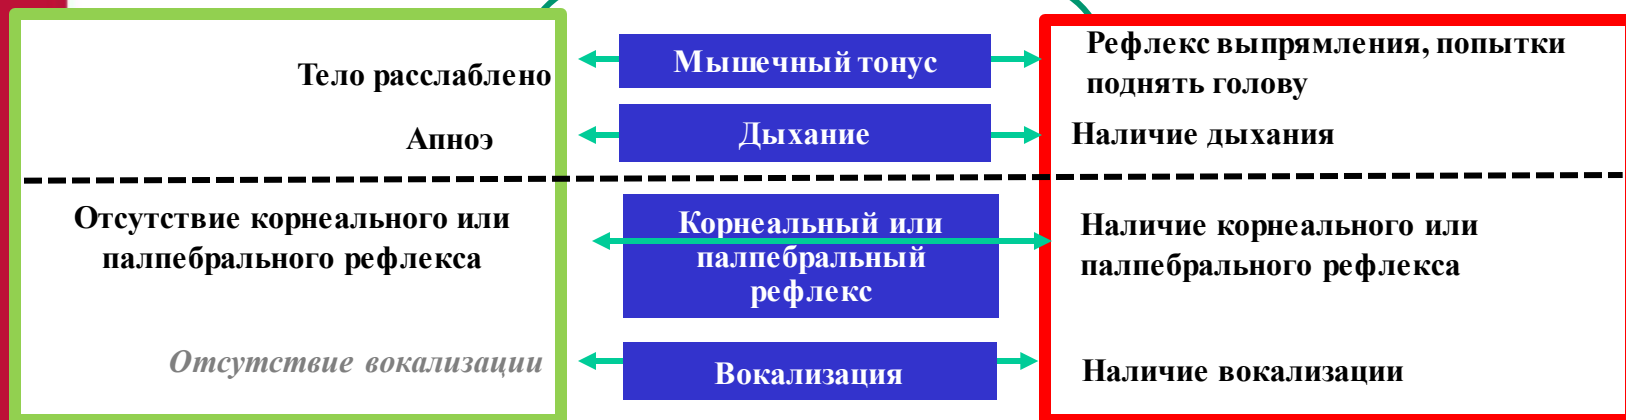 Тело расслаблено
Мышечный тонус
Рефлекс выпрямления, попытки
поднять голову
Апноэ
Дыхание
Наличие дыхания
Отсутствие корнеального или
палпебрального рефлекса
Корнеальный или
палпебральный
рефлекс
Наличие корнеального или
палпебрального рефлекса
Отсутствие вокализации
Вокализация
Наличие вокализации